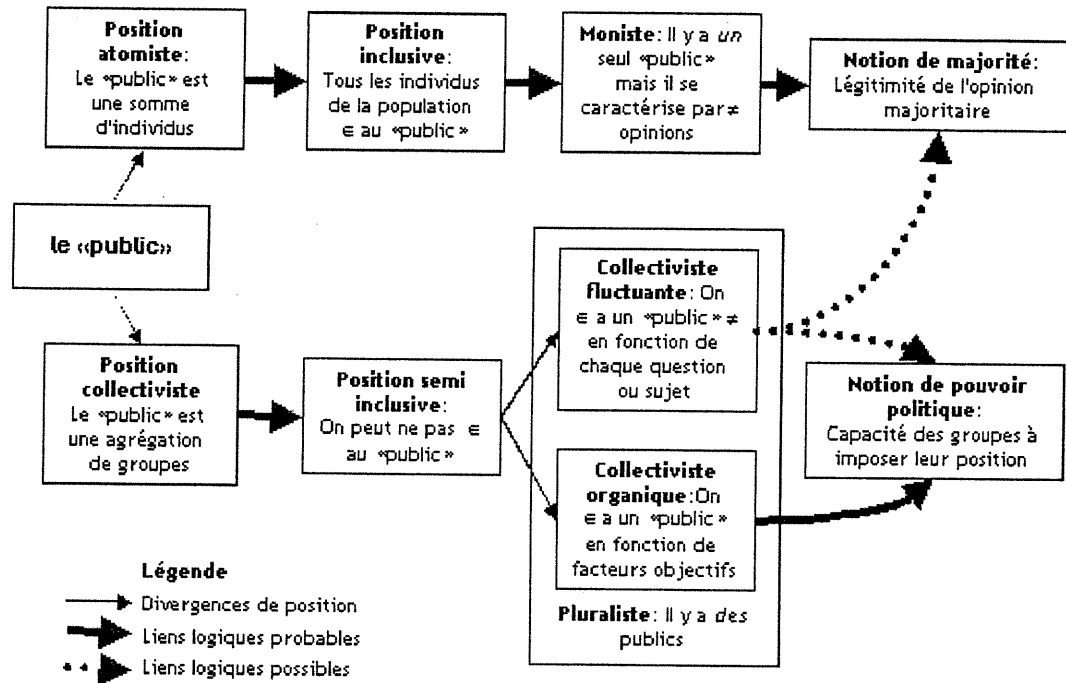 Position
atomiste:
Le «public» est
une somme
d'individus
Position
inclusive:
Tous les individus
de la population
∈ au «public»
Moniste: Il y a un
seul «public»
mais il se
caractérise par ≠
opinions
Notion de majorité:
Légitimité de l'opinion
majoritaire
le «public»
Position
collectiviste
Le «public» est
une agrégation
de groupes
Position semi
inclusive:
On peut ne pas ∈
au «public»
Collectiviste
fluctuante: On
∈ a un «public» ≠
en fonction de
chaque question
ou sujet
Collectiviste
organique:On
∈ a un «public»
en fonction de
facteurs objectifs
Pluraliste: Il y a des
publics
Notion de pouvoir
politique:
Capacité des groupes à
imposer leur position
Légende
Divergences de position
Liens logiques probables
Liens logiques possibles